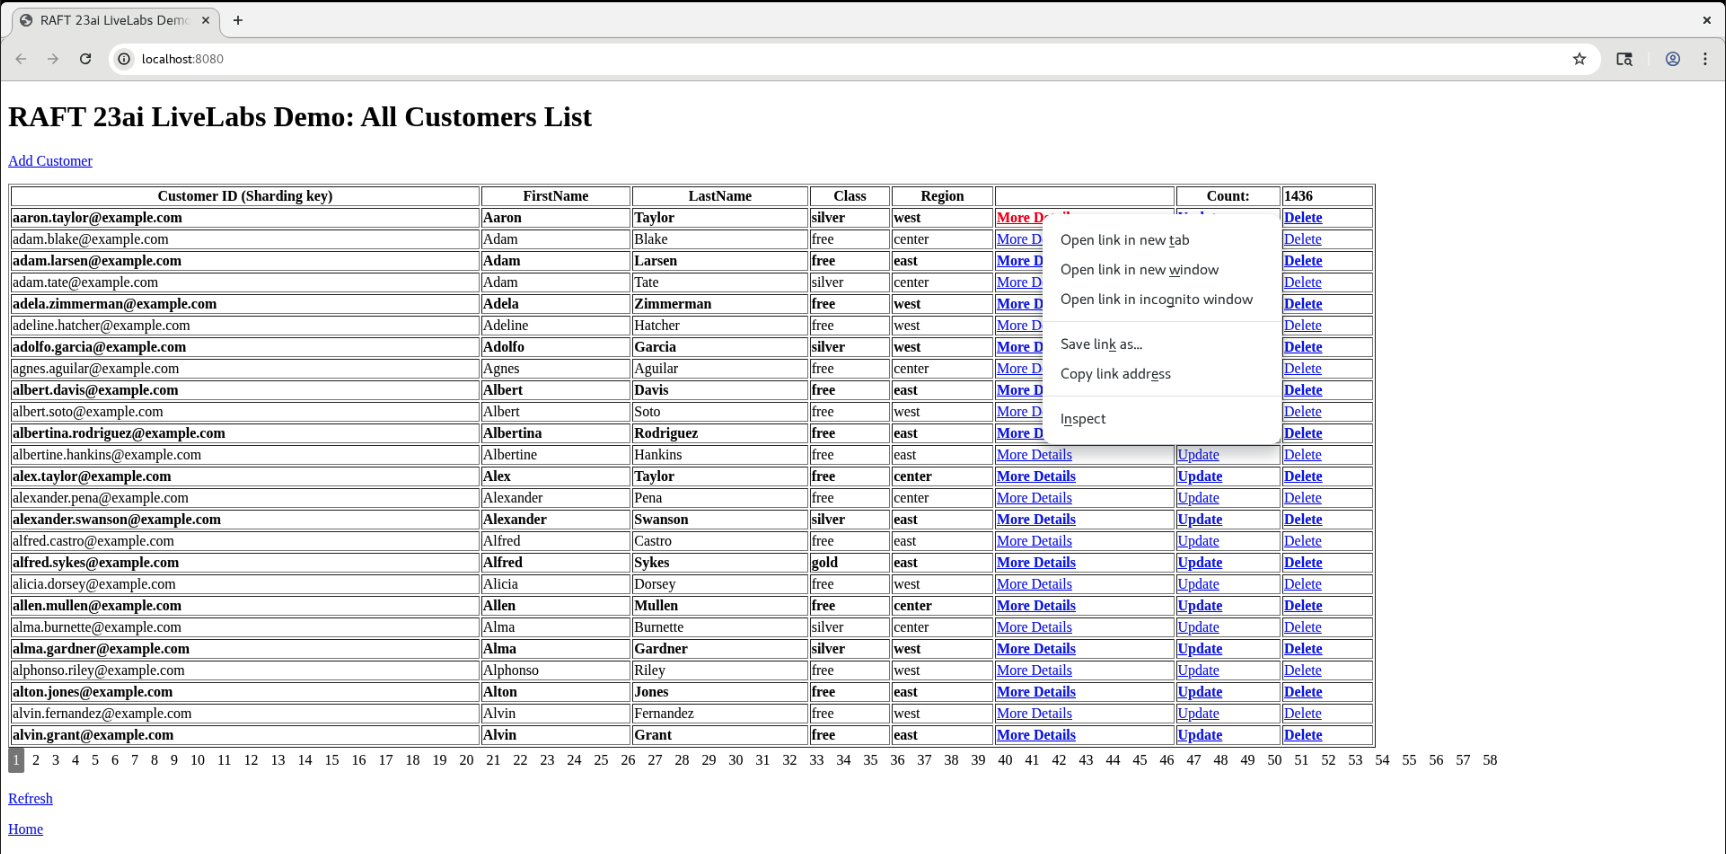 RAFT 23ai LiveLabs Demo
localhost:8080
RAFT 23ai LiveLabs Demo: All Customers List
Add Customer
Customer ID (Sharding key) FirstName LastName Class Region Count: 1436
aaron.taylor@example.com Aaron Taylor silver west More Details Update Delete
adam.blake@example.com Adam Blake free center More D Delete
adam.larsen@example.com Adam Larsen free east More D Delete
adam.tate@example.com Adam Tate silver center More D Delete
adela.zimmerman@example.com Adela Zimmerman free west More D Delete
adeline.hatcher@example.com Adeline Hatcher free west More D Delete
adolfo.garcia@example.com Adolfo Garcia silver west More D Delete
agnes.aguilar@example.com Agnes Aguilar free center More D Delete
albert.davis@example.com Albert Davis free east More D Delete
albert.soto@example.com Albert Soto free west More D Delete
albertina.rodriguez@example.com Albertina Rodriguez free east More D Delete
albertine.hankins@example.com Albertine Hankins free east More Details Update Delete
alex.taylor@example.com Alex Taylor free center More Details Update Delete
alexander.pena@example.com Alexander Pena free center More Details Update Delete
alexander.swanson@example.com Alexander Swanson silver east More Details Update Delete
alfred.castro@example.com Alfred Castro free east More Details Update Delete
alfred.sykes@example.com Alfred Sykes gold east More Details Update Delete
alicia.dorsey@example.com Alicia Dorsey free west More Details Update Delete
allen.mullen@example.com Allen Mullen free center More Details Update Delete
alma.burnette@example.com Alma Burnette silver center More Details Update Delete
alma.gardner@example.com Alma Gardner silver west More Details Update Delete
alphonso.riley@example.com Alphonso Riley free west More Details Update Delete
alton.jones@example.com Alton Jones free east More Details Update Delete
alvin.fernandez@example.com Alvin Fernandez free west More Details Update Delete
alvin.grant@example.com Alvin Grant free east More Details Update Delete
Open link in new tab
Open link in new window
Open link in incognito window
Save link as...
Copy link address
Inspect
1 2 3 4 5 6 7 8 9 10 11 12 13 14 15 16 17 18 19 20 21 22 23 24 25 26 27 28 29 30 31 32 33 34 35 36 37 38 39 40 41 42 43 44 45 46 47 48 49 50 51 52 53 54 55 56 57 58
Refresh
Home